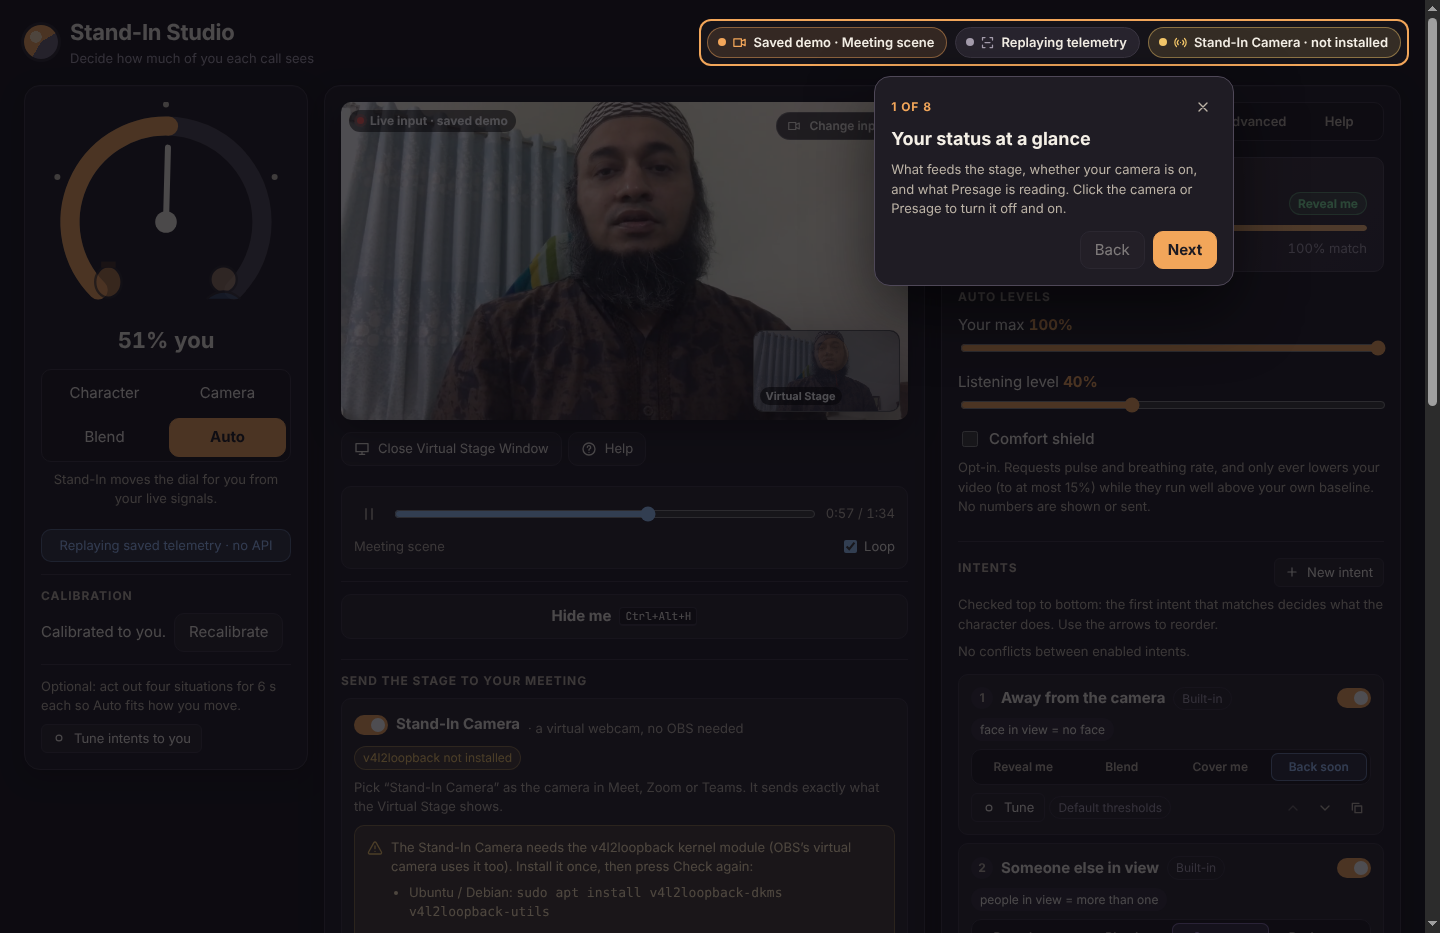 Stand-In Studio
Decide how much of you each call sees
Saved demo · Meeting scene
Replaying telemetry
Stand-In Camera · not installed
1 OF 8
Your status at a glance
What feeds the stage, whether your camera is on,
and what Presage is reading. Click the camera or
Presage to turn it off and on.
Back
Next
51% you
Character
Camera
Blend
Auto
Stand-In moves the dial for you from
your live signals.
Replaying saved telemetry · no API
CALIBRATION
Calibrated to you.
Recalibrate
Optional: act out four situations for 6 s
each so Auto fits how you move.
Tune intents to you
Live input · saved demo
Change inp
Virtual Stage
Close Virtual Stage Window
Help
0:57 / 1:34
Meeting scene
Loop
Hide me
Ctrl+Alt+H
SEND THE STAGE TO YOUR MEETING
Stand-In Camera · a virtual webcam, no OBS needed
v4l2loopback not installed
Pick “Stand-In Camera” as the camera in Meet, Zoom or Teams. It sends exactly what
the Virtual Stage shows.
The Stand-In Camera needs the v4l2loopback kernel module (OBS’s virtual
camera uses it too). Install it once, then press Check again:
• Ubuntu / Debian: sudo apt install v4l2loopback-dkms
v4l2loopback-utils
dvanced
Help
Reveal me
100% match
AUTO LEVELS
Your max 100%
Listening level 40%
Comfort shield
Opt-in. Requests pulse and breathing rate, and only ever lowers your
video (to at most 15%) while they run well above your own baseline.
No numbers are shown or sent.
INTENTS
+ New intent
Checked top to bottom: the first intent that matches decides what the
character does. Use the arrows to reorder.
No conflicts between enabled intents.
1
Away from the camera
Built-in
face in view = no face
Reveal me
Blend
Cover me
Back soon
Tune
Default thresholds
2
Someone else in view
Built-in
people in view = more than one